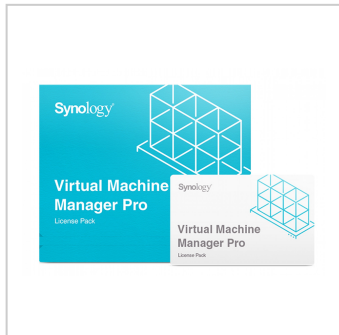 Synology
Virtual Machine
Manager Pro
License Pack
Synology
Virtual Machine
Manager Pro
License Pack